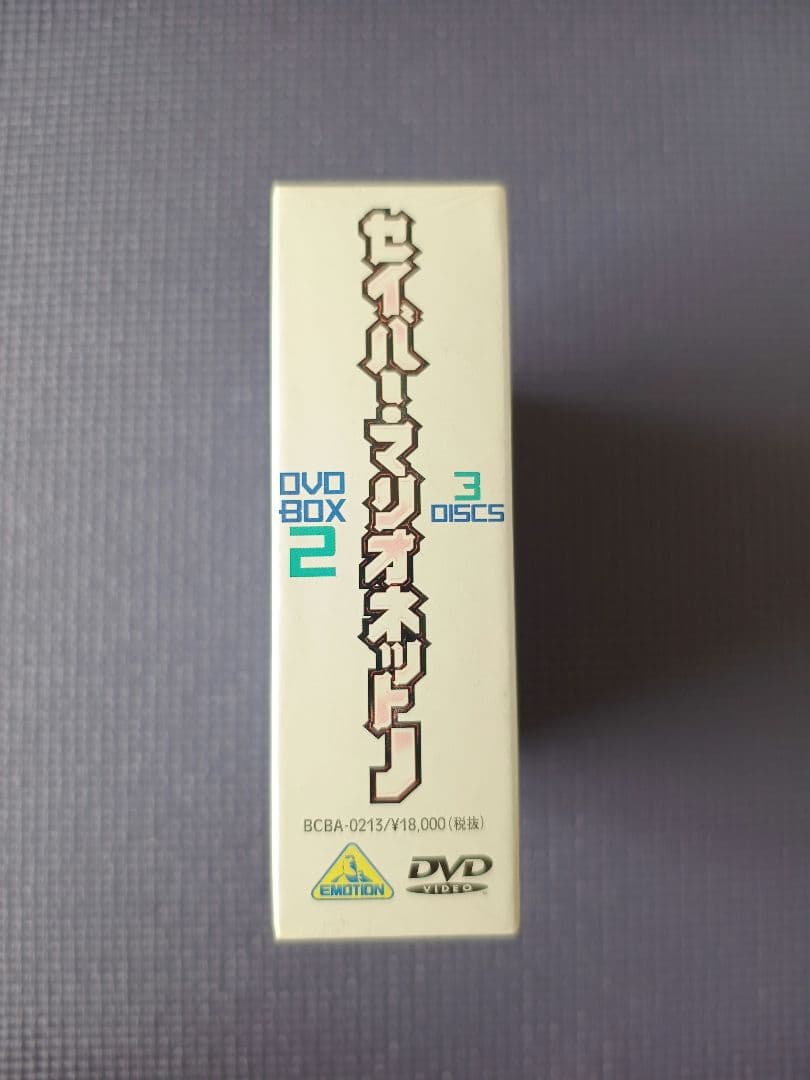 セイバー・マリオネットJ
DVD
BOX
2
3
DISCS
BCBA-0213/¥18,000(税抜)
EMOTION
DVD
VIDEO